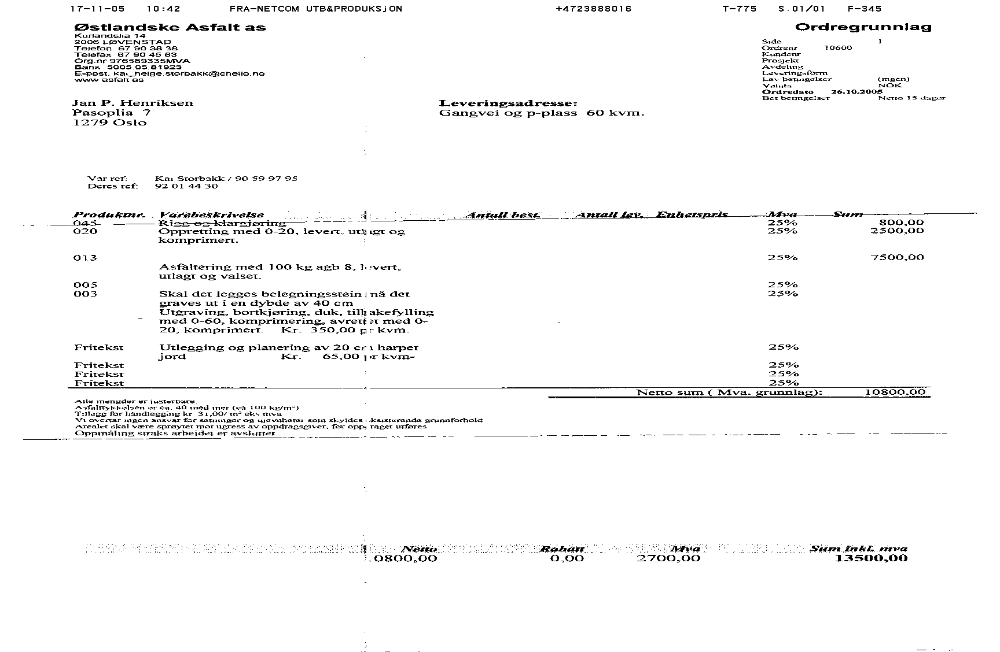 17-11-05 10:42 FRA-NETCOM UTB&PRODUKSJON +4723888016 T-775 S.01/01 F-345
Østlandske Asfalt as Ordregrunnlag
Kurlandslia 14
2006 LØVENSTAD
Telefon 67 90 38 38
Telefax 67 90 45 63
Org.nr 976589335MVA
Bank 5005.05.81923
E-post. kai_helge.storbakk@chello.no
www asfalt as
Side 1
Ordrenr 10600
Kundenr
Prosjekt
Avdeling
Leveringsform
Lev betingelser (ingen)
Valuta NOK
Ordredato 26.10.2005
Bet betingelser Netto 15 dager
Jan P. Henriksen
Pasoplia 7
1279 Oslo
Leveringsadresse:
Gangvei og p-plass 60 kvm.
Vår ref: Kai Storbakk / 90 59 97 95
Deres ref: 92 01 44 30
Produktnr. Varebeskrivelse Antall best. Antall lev. Enhetspris Mva Sum
045 Rigg og klargjøring 25% 800,00
020 Oppretting med 0-20, levert, utlagt og 25% 2500,00
komprimert.
013 25% 7500,00
Asfaltering med 100 kg agb 8, levert,
utlagt og valset.
005 25%
003 Skal det legges belegningsstein må det 25%
graves ut i en dybde av 40 cm
Utgraving, bortkjøring, duk, tilbakefylling
med 0-60, komprimering, avrettet med 0-
20, komprimert. Kr. 350,00 pr kvm.
Fritekst Utlegging og planering av 20 cm harpet 25%
jord Kr. 65,00 pr kvm-
Fritekst 25%
Fritekst 25%
Fritekst 25%
Netto sum ( Mva. grunnlag): 10800,00
Alle mengder er justerbare.
Asfalttykkelsen er ca. 40 med mer (ca 100 kg/m²)
Tillegg for håndlegging kr 31,00/ m² eks mva
Vi overtar ingen ansvar for setninger og ujevnheter som skyldes eksisterende grunnforhold
Arealet skal være sprøytet mot ugress av oppdragsgiver, før oppdraget utføres
Oppmåling straks arbeidet er avsluttet
Netto Rabatt Mva Sum inkl. mva
.0800,00 0,00 2700,00 13500,00